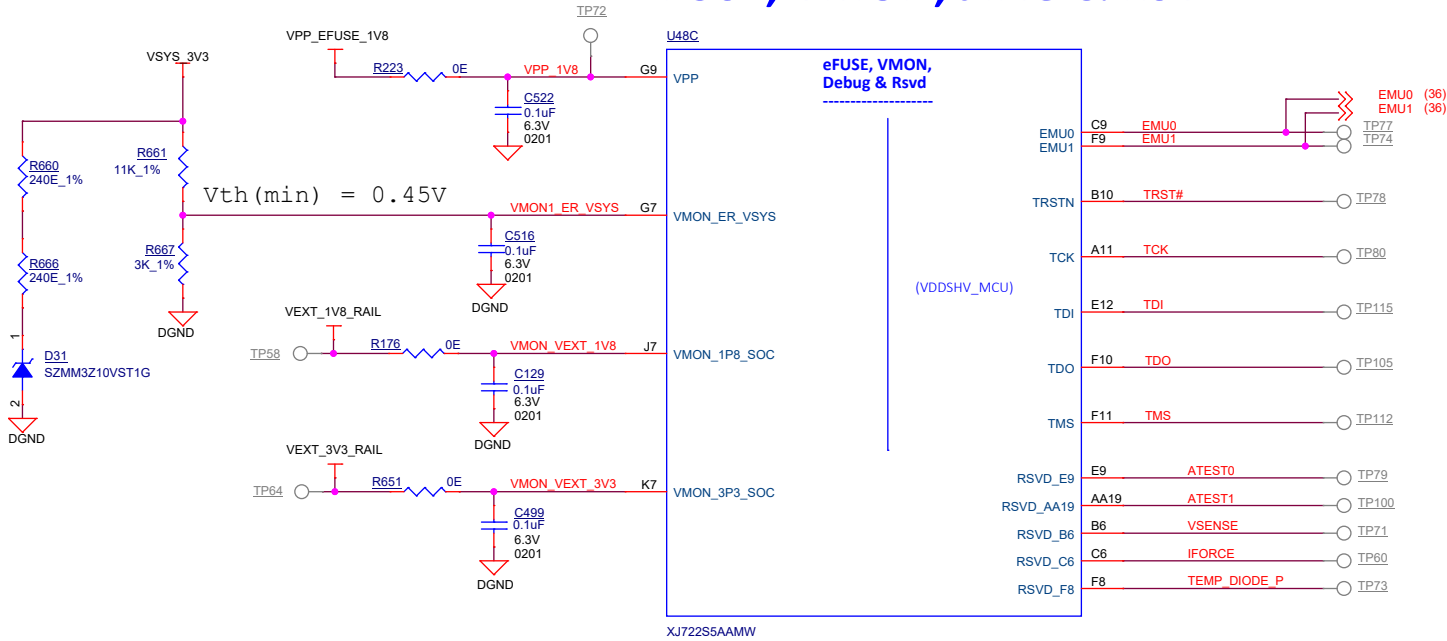 TP72
VPP_EFUSE_1V8
U48C
VSYS_3V3
R223 0E VPP_1V8 G9 VPP
eFUSE, VMON,
Debug & Rsvd
--------------------
C522
0.1uF
6.3V
0201
EMU0 (36)
EMU1 (36)
EMU0 C9 EMU0 TP77
EMU1 F9 EMU1 TP74
R660
240E_1%
R661
11K_1%
Vth(min) = 0.45V
VMON1_ER_VSYS G7 VMON_ER_VSYS
TRSTN B10 TRST# TP78
C516
0.1uF
6.3V
0201
DGND
R666
240E_1%
R667
3K_1%
DGND
TCK A11 TCK TP80
(VDDSHV_MCU)
TDI E12 TDI TP115
VEXT_1V8_RAIL
TP58 R176 0E VMON_VEXT_1V8 J7 VMON_1P8_SOC
1
D31
SZMM3Z10VST1G
2
DGND
C129
0.1uF
6.3V
0201
DGND
TDO F10 TDO TP105
TMS F11 TMS TP112
VEXT_3V3_RAIL
TP64 R651 0E VMON_VEXT_3V3 K7 VMON_3P3_SOC
C499
0.1uF
6.3V
0201
DGND
RSVD_E9 E9 ATEST0 TP79
RSVD_AA19 AA19 ATEST1 TP100
RSVD_B6 B6 VSENSE TP71
RSVD_C6 C6 IFORCE TP60
RSVD_F8 F8 TEMP_DIODE_P TP73
XJ722S5AAMW